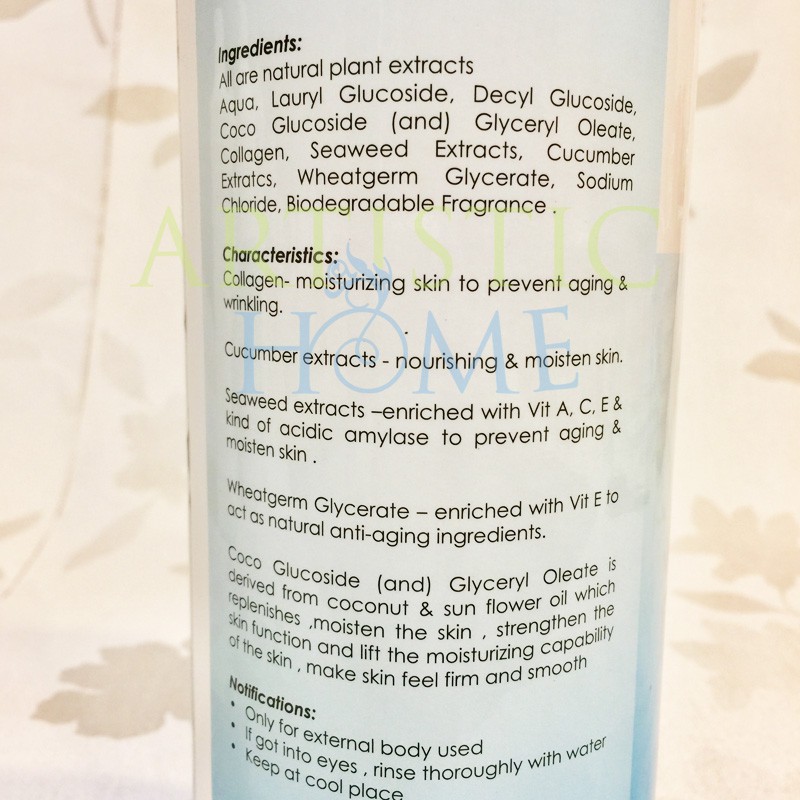 Ingredients:
All are natural plant extracts
Aqua, Lauryl Glucoside, Decyl Glucoside,
Coco Glucoside (and) Glyceryl Oleate,
Collagen, Seaweed Extracts, Cucumber
Extratcs, Wheatgerm Glycerate, Sodium
Chloride, Biodegradable Fragrance .
ARTISTIC
HOME
Characteristics:
Collagen- moisturizing skin to prevent aging &
wrinkling.
Cucumber extracts - nourishing & moisten skin.
Seaweed extracts –enriched with Vit A, C, E &
kind of acidic amylase to prevent aging &
moisten skin .
Wheatgerm Glycerate – enriched with Vit E to
act as natural anti-aging ingredients.
Coco Glucoside (and) Glyceryl Oleate is
derived from coconut & sun flower oil which
replenishes ,moisten the skin , strengthen the
skin function and lift the moisturizing capability
of the skin , make skin feel firm and smooth
Notifications:
• Only for external body used
• If got into eyes , rinse thoroughly with water
• Keep at cool place